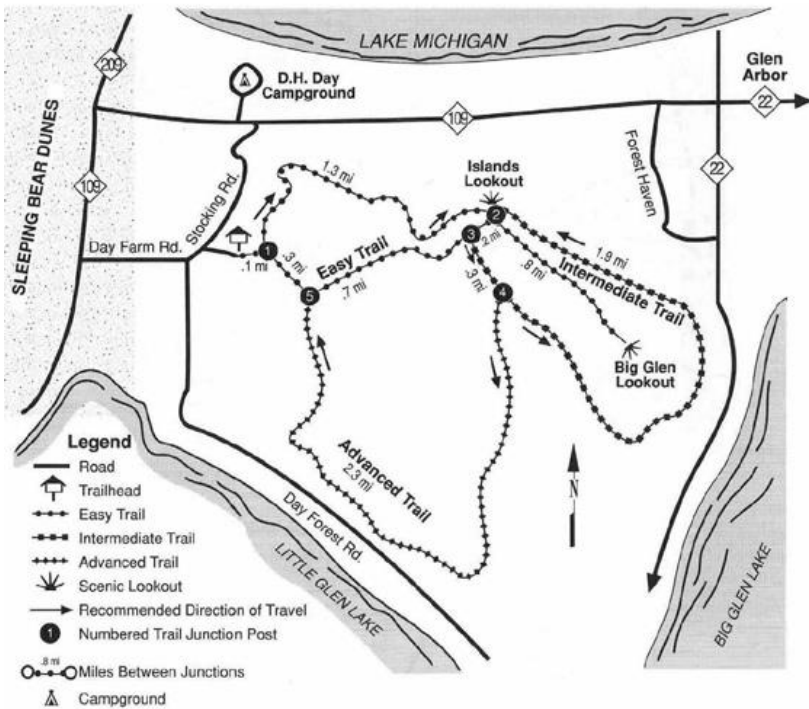 LAKE MICHIGAN
209
D.H. Day
Campground
Glen
Arbor
22
109
SLEEPING BEAR DUNES
109
Stocking Rd.
1.3 mi
Islands
Lookout
Forest Haven
22
Day Farm Rd.
.1 mi
1
.3 mi
Easy Trail
.7 mi
5
2
3
.2 mi
.3 mi
4
.8 mi
1.9 mi
Intermediate Trail
Big Glen
Lookout
Advanced Trail
2.3 mi
N
Day Forest Rd.
LITTLE GLEN LAKE
BIG GLEN LAKE
Legend
Road
Trailhead
Easy Trail
Intermediate Trail
Advanced Trail
Scenic Lookout
Recommended Direction of Travel
1 Numbered Trail Junction Post
.8 mi Miles Between Junctions
Campground